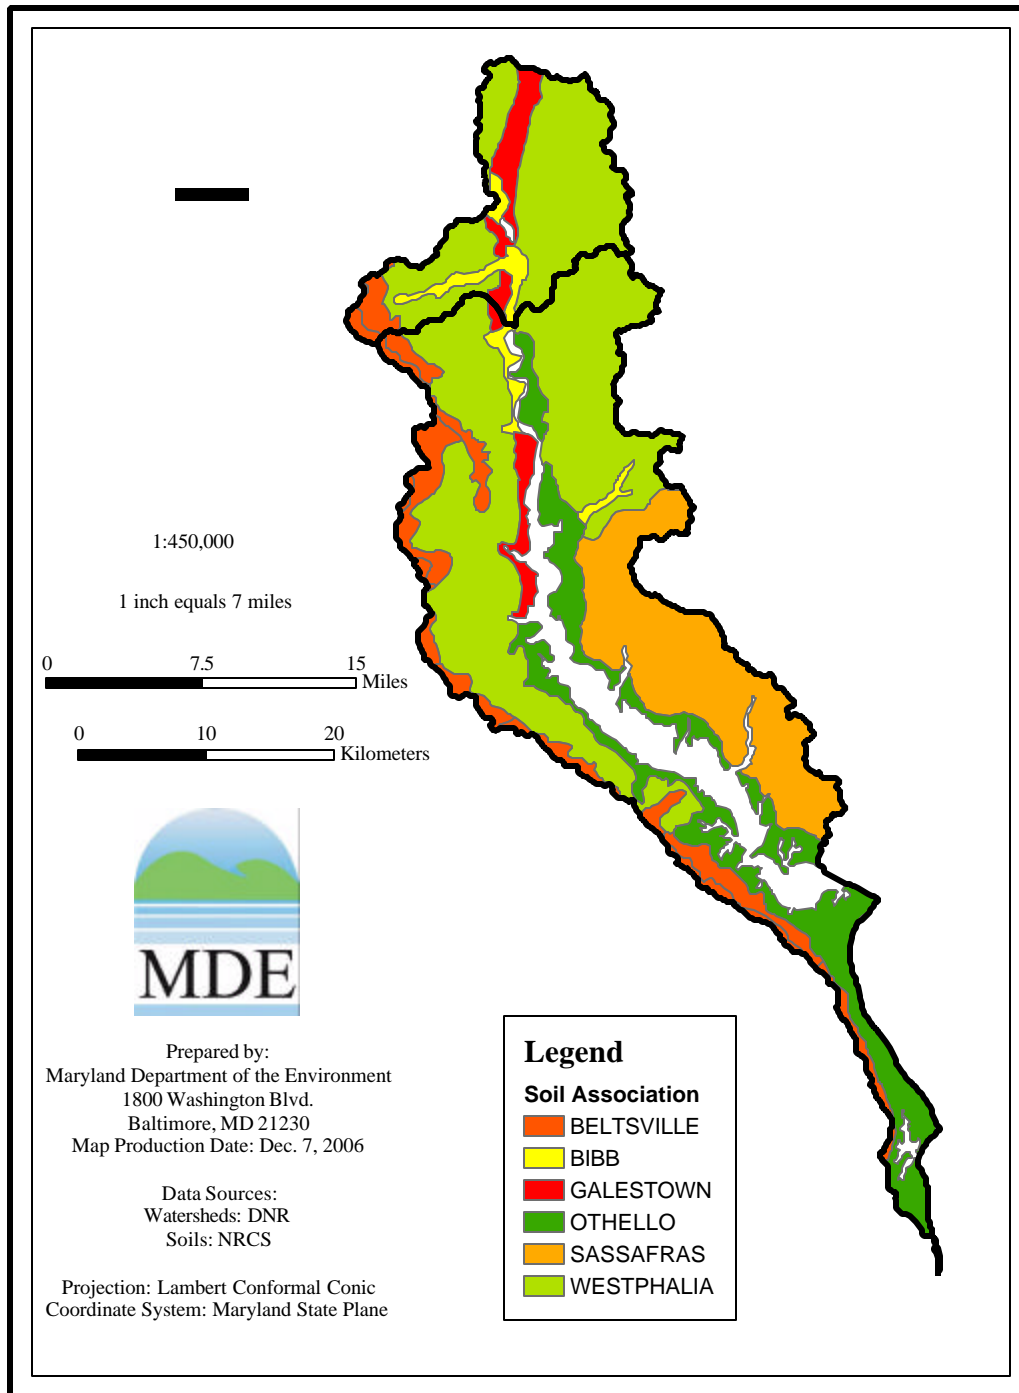 1:450,000
1 inch equals 7 miles
0 7.5 15
Miles
0 10 20
Kilometers
MDE
Prepared by:
Maryland Department of the Environment
1800 Washington Blvd.
Baltimore, MD 21230
Map Production Date: Dec. 7, 2006
Data Sources:
Watersheds: DNR
Soils: NRCS
Projection: Lambert Conformal Conic
Coordinate System: Maryland State Plane
Legend
Soil Association
BELTSVILLE
BIBB
GALESTOWN
OTHELLO
SASSAFRAS
WESTPHALIA